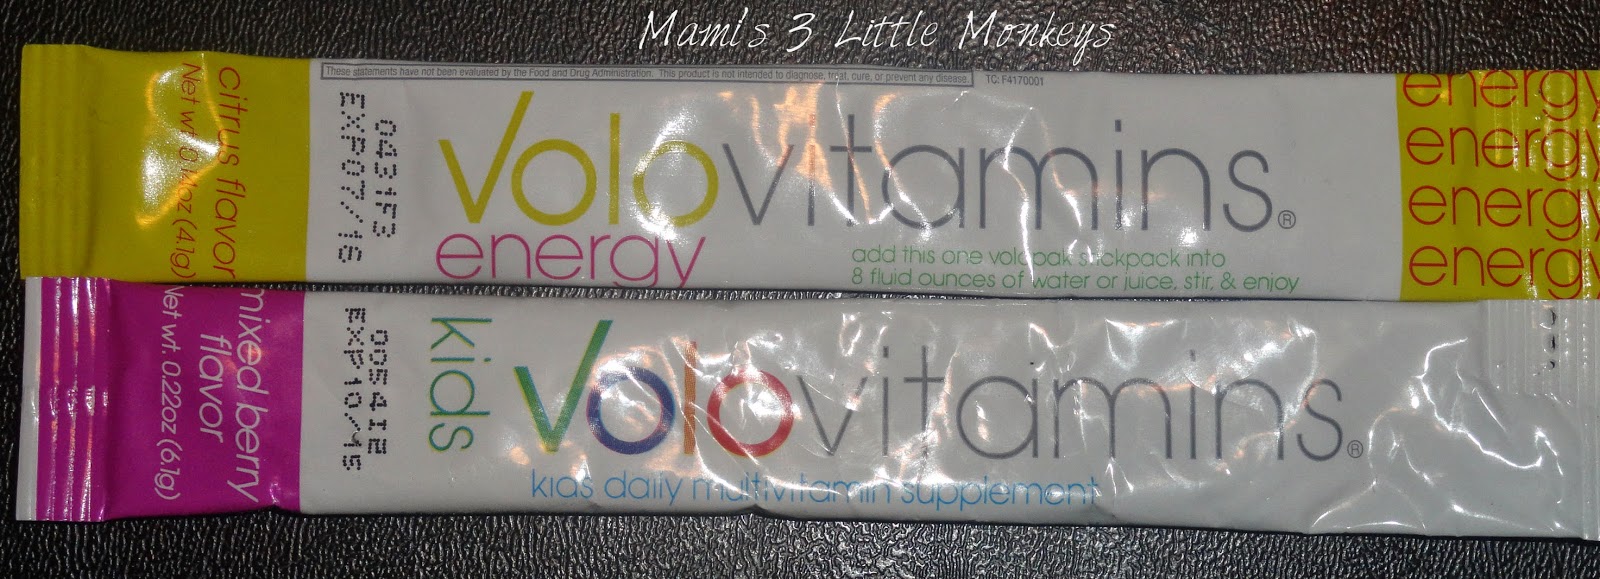 Mami's 3 Little Monkeys
These statements have not been evaluated by the Food and Drug Administration. This product is not intended to diagnose, treat, cure, or prevent any disease.
TC: F4170001
citrus flavor
Net wt. 0.14oz (4.1g)
0431F3
EXP07/16
Volovitamins®
energy
add this one volopak stickpack into
8 fluid ounces of water or juice, stir, & enjoy
energy
energy
energy
energy
mixed berry
flavor
Net wt. 0.22oz (6.1g)
0054IE
EXP10/15
kids
Volovitamins®
kids daily multivitamin supplement